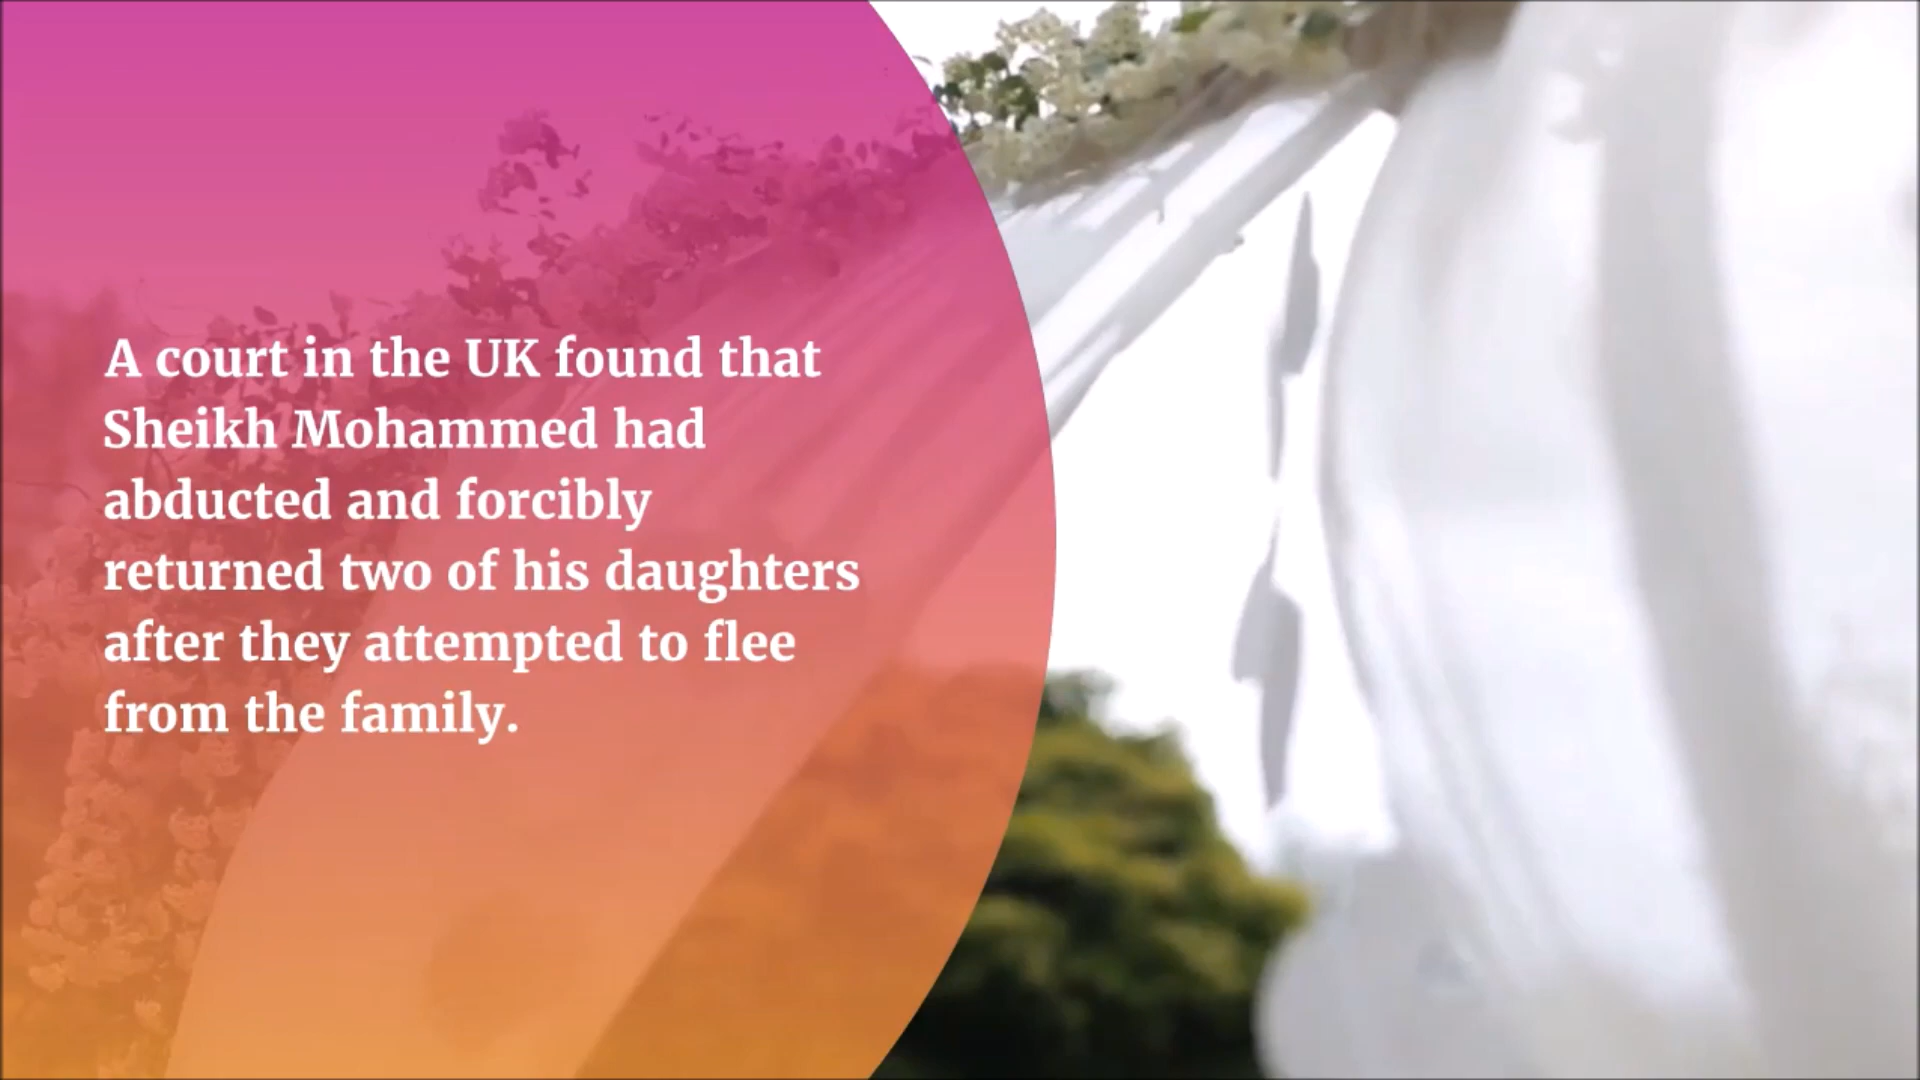 A court in the UK found that
Sheikh Mohammed had
abducted and forcibly
returned two of his daughters
after they attempted to flee
from the family.